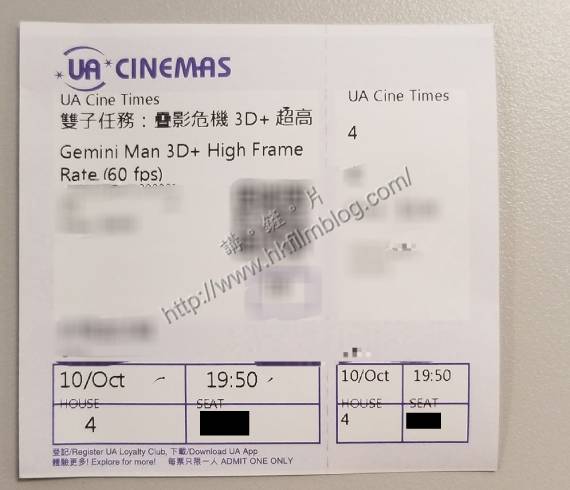 UA CINEMAS
UA Cine Times
雙子任務：疊影危機 3D+ 超高
Gemini Man 3D+ High Frame
Rate (60 fps)
UA Cine Times
4
講。鏟。片
http://www.hkfilmblog.com/
10/Oct 19:50
HOUSE SEAT
4
10/Oct 19:50
HOUSE SEAT
4
登記/Register UA Loyalty Club, 下載/Download UA App
體驗更多! Explore for more! 每票只限一人 ADMIT ONE ONLY